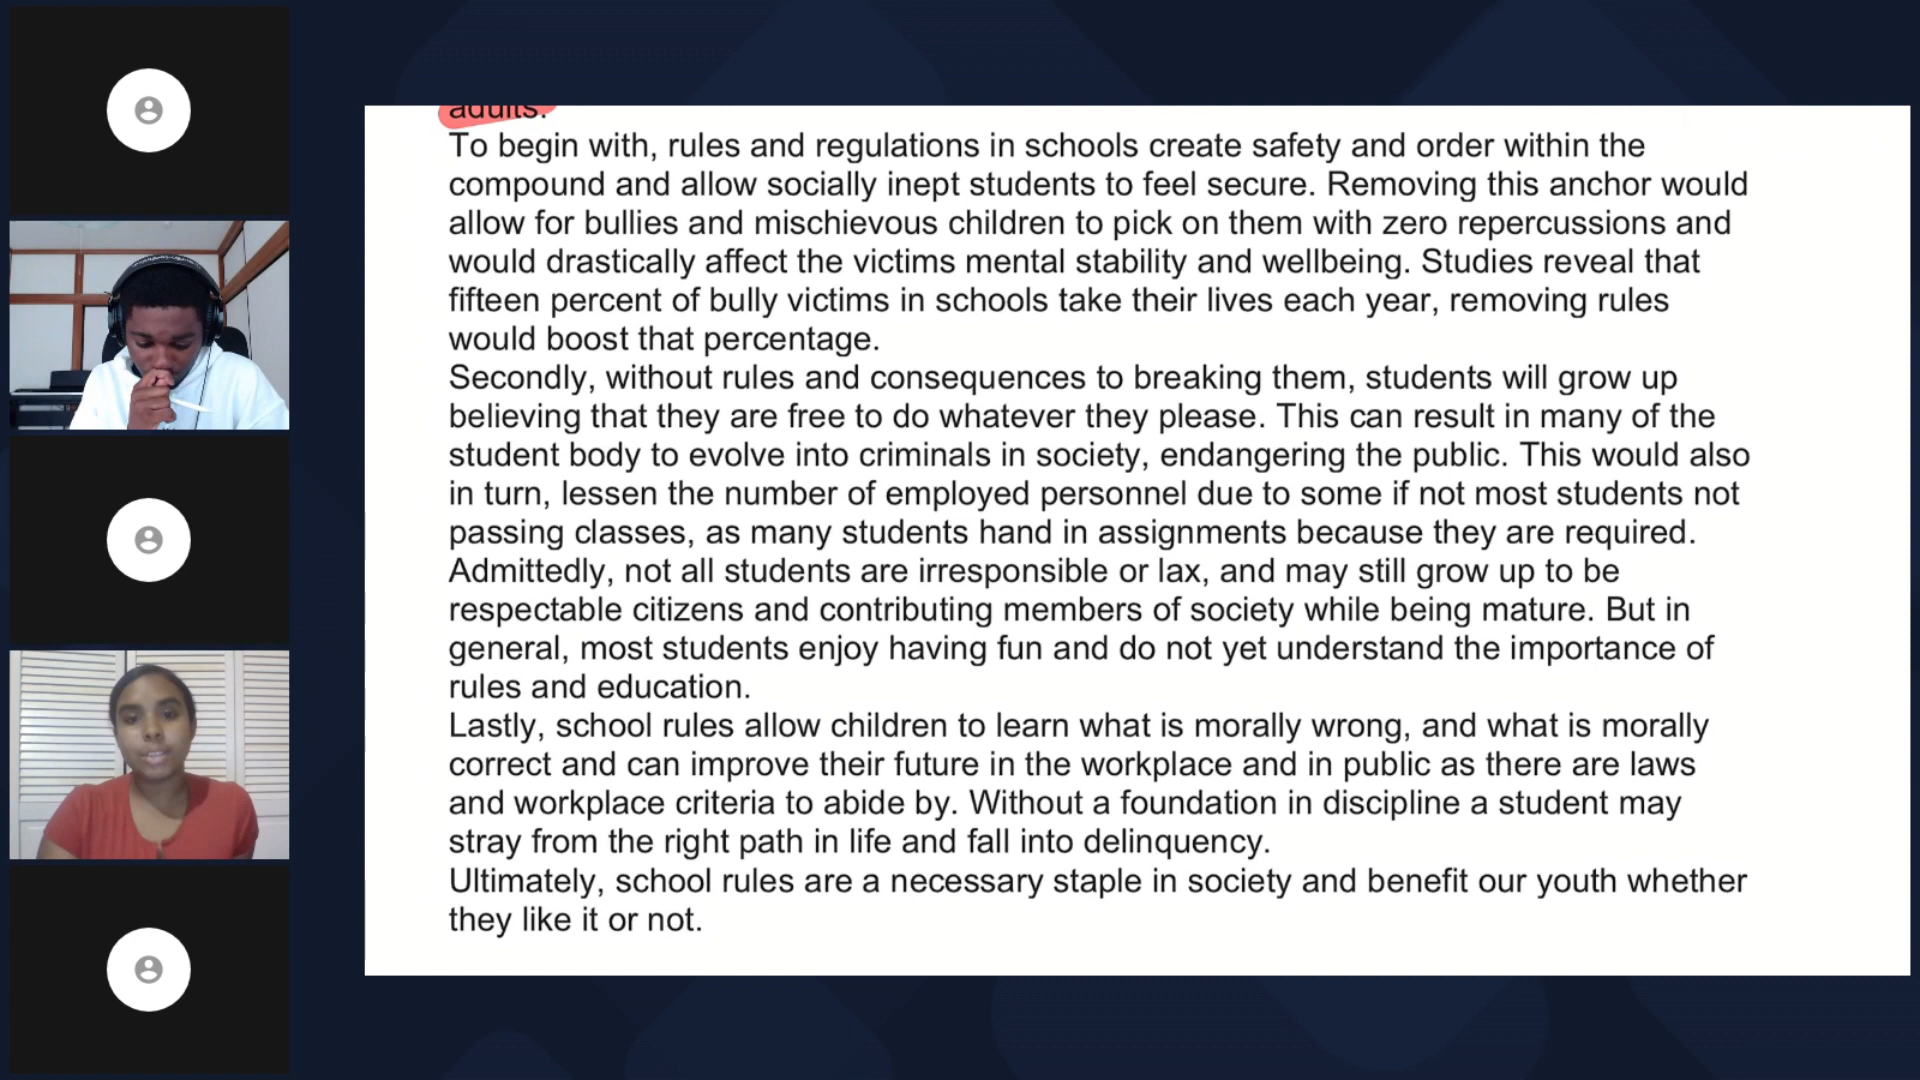 adults.
To begin with, rules and regulations in schools create safety and order within the
compound and allow socially inept students to feel secure. Removing this anchor would
allow for bullies and mischievous children to pick on them with zero repercussions and
would drastically affect the victims mental stability and wellbeing. Studies reveal that
fifteen percent of bully victims in schools take their lives each year, removing rules
would boost that percentage.
Secondly, without rules and consequences to breaking them, students will grow up
believing that they are free to do whatever they please. This can result in many of the
student body to evolve into criminals in society, endangering the public. This would also
in turn, lessen the number of employed personnel due to some if not most students not
passing classes, as many students hand in assignments because they are required.
Admittedly, not all students are irresponsible or lax, and may still grow up to be
respectable citizens and contributing members of society while being mature. But in
general, most students enjoy having fun and do not yet understand the importance of
rules and education.
Lastly, school rules allow children to learn what is morally wrong, and what is morally
correct and can improve their future in the workplace and in public as there are laws
and workplace criteria to abide by. Without a foundation in discipline a student may
stray from the right path in life and fall into delinquency.
Ultimately, school rules are a necessary staple in society and benefit our youth whether
they like it or not.